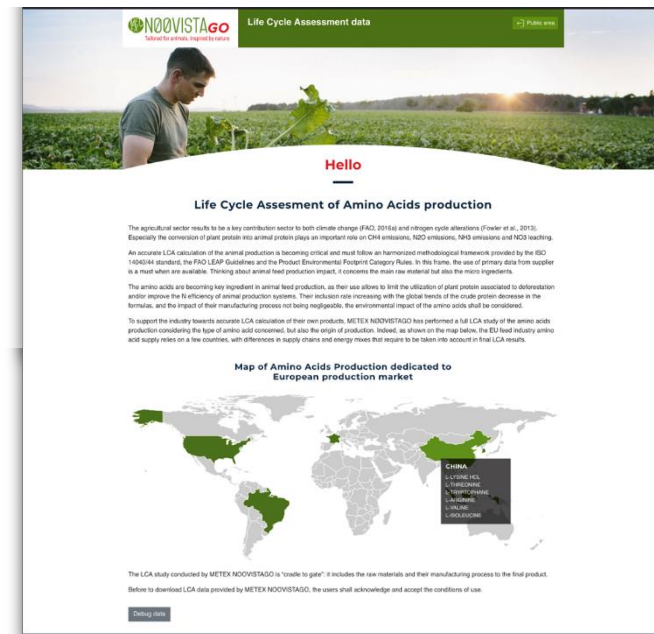 NØØVISTAGO
Tailored for animals, inspired by nature
Life Cycle Assessment data
Public area
Hello
Life Cycle Assesment of Amino Acids production
The agricultural sector results to be a key contribution sector to both climate change (FAO, 2016a) and nitrogen cycle alterations (Fowler et al., 2013).
Especially the conversion of plant protein into animal protein plays an important role on CH4 emissions, N2O emissions, NH3 emissions and NO3 leaching.
An accurate LCA calculation of the animal production is becoming critical and must follow an harmonized methodological framework provided by the ISO
14040/44 standard, the FAO LEAP Guidelines and the Product Environmental Footprint Category Rules. In this frame, the use of primary data from supplier
is a must when are available. Thinking about animal feed production impact, it concerns the main raw material but also the micro ingredients.
The amino acids are becoming key ingredient in animal feed production, as their use allows to limit the utilization of plant protein associated to deforestation
and/or improve the N efficiency of animal production systems. Their inclusion rate increasing with the global trends of the crude protein decrease in the
formulas, and the impact of their manufacturing process not being negligeable, the environmental impact of the amino acids shall be considered.
To support the industry towards accurate LCA calculation of their own products, METEX NØØVISTAGO has performed a full LCA study of the amino acids
production considering the type of amino acid concerned, but also the origin of production. Indeed, as shown on the map below, the EU feed industry amino
acid supply relies on a few countries, with differences in supply chains and energy mixes that require to be taken into account in final LCA results.
Map of Amino Acids Production dedicated to
European production market
CHINA
L-LYSINE HCL
L-THREONINE
L-TRYPTOPHANE
L-ARGININE
L-VALINE
L-ISOLEUCINE
The LCA study conducted by METEX NOOVISTAGO is "cradle to gate": it includes the raw materials and their manufacturing process to the final product.
Before to download LCA data provided by METEX NOOVISTAGO, the users shall acknowledge and accept the conditions of use.
Debug data